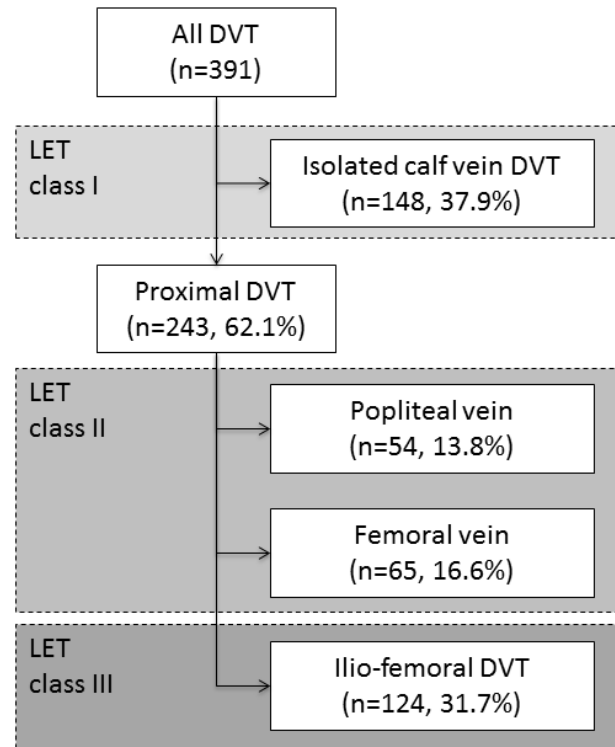 All DVT
(n=391)
LET
class I
Isolated calf vein DVT
(n=148, 37.9%)
Proximal DVT
(n=243, 62.1%)
LET
class II
Popliteal vein
(n=54, 13.8%)
Femoral vein
(n=65, 16.6%)
LET
class III
Ilio-femoral DVT
(n=124, 31.7%)